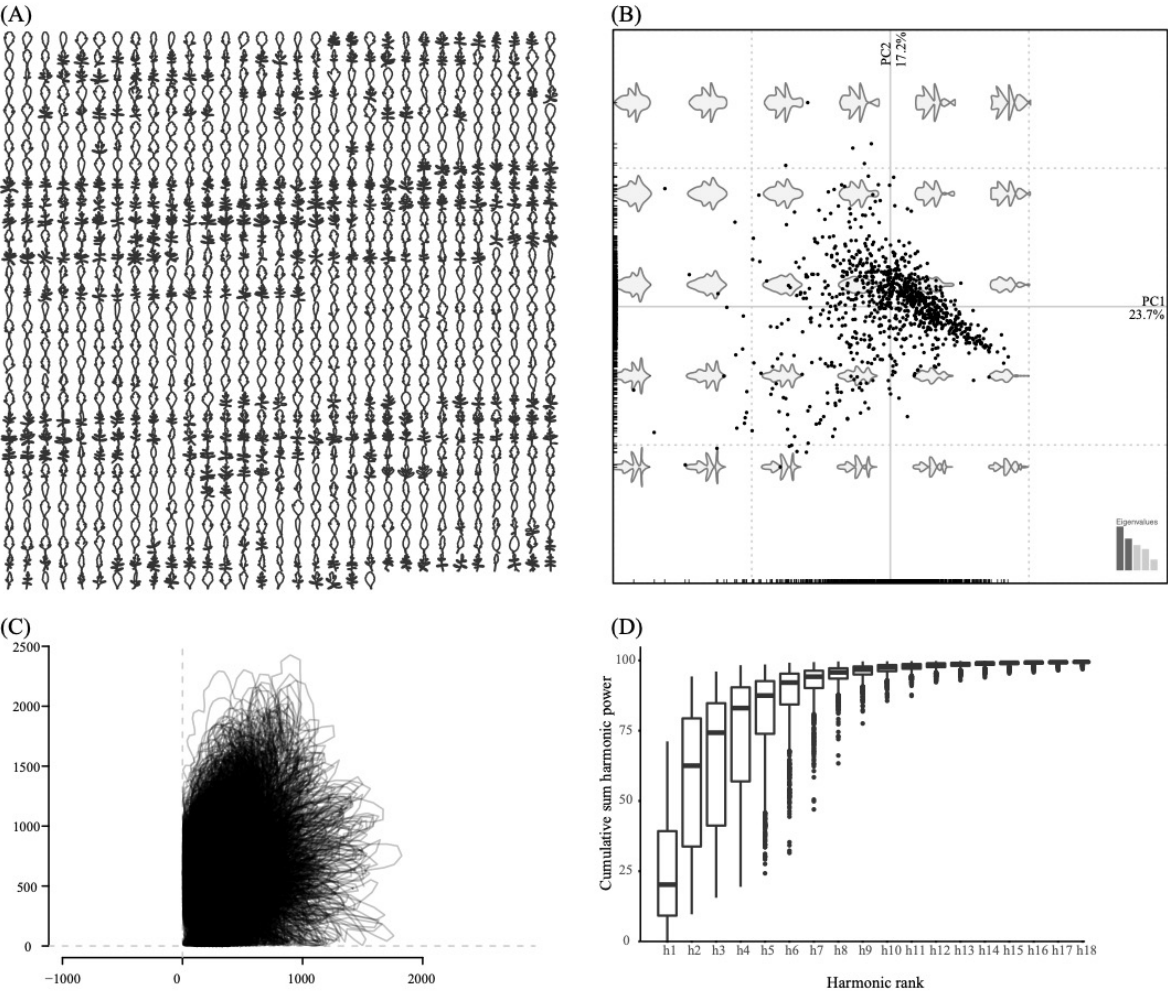 (A)
(B)
PC2
17.2%
PC1
23.7%
Eigenvalues
(C)
2500
2000
1500
1000
500
0
−1000
0
1000
2000
(D)
Cumulative sum harmonic power
100
75
50
25
0
h1 h2 h3 h4 h5 h6 h7 h8 h9 h10 h11 h12 h13 h14 h15 h16 h17 h18
Harmonic rank